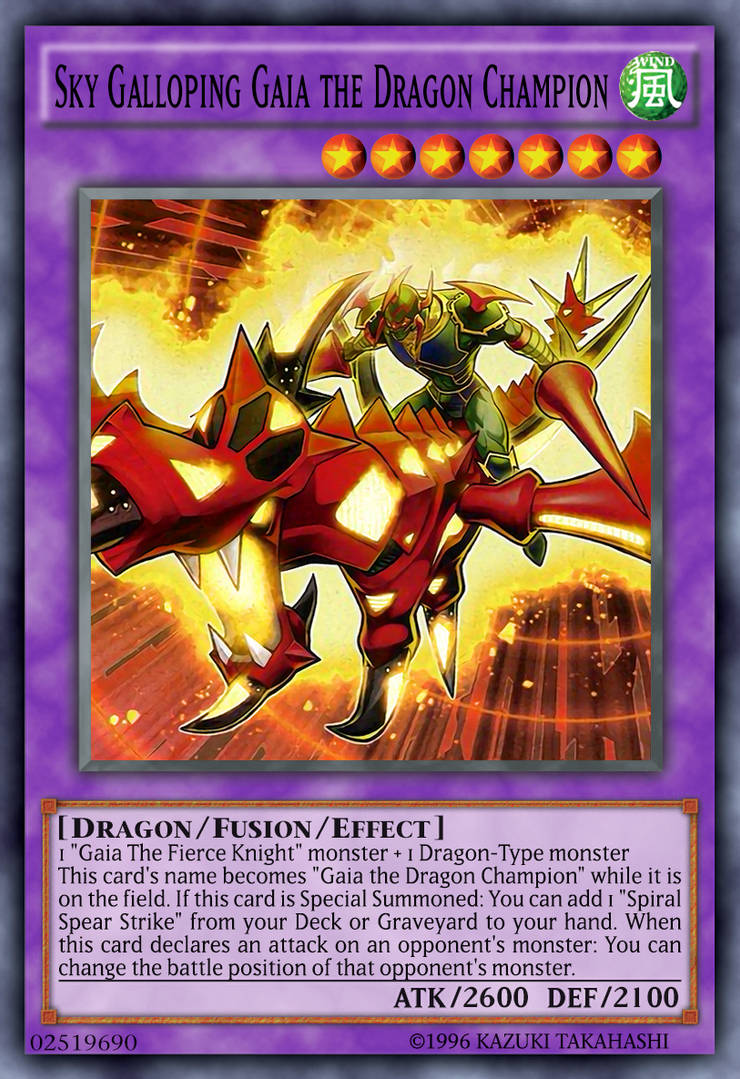 Sky Galloping Gaia the Dragon Champion
WIND
風
[Dragon/Fusion/Effect]
1 "Gaia The Fierce Knight" monster + 1 Dragon-Type monster
This card's name becomes "Gaia the Dragon Champion" while it is
on the field. If this card is Special Summoned: You can add 1 "Spiral
Spear Strike" from your Deck or Graveyard to your hand. When
this card declares an attack on an opponent's monster: You can
change the battle position of that opponent's monster.
ATK/2600 DEF/2100
02519690
©1996 KAZUKI TAKAHASHI